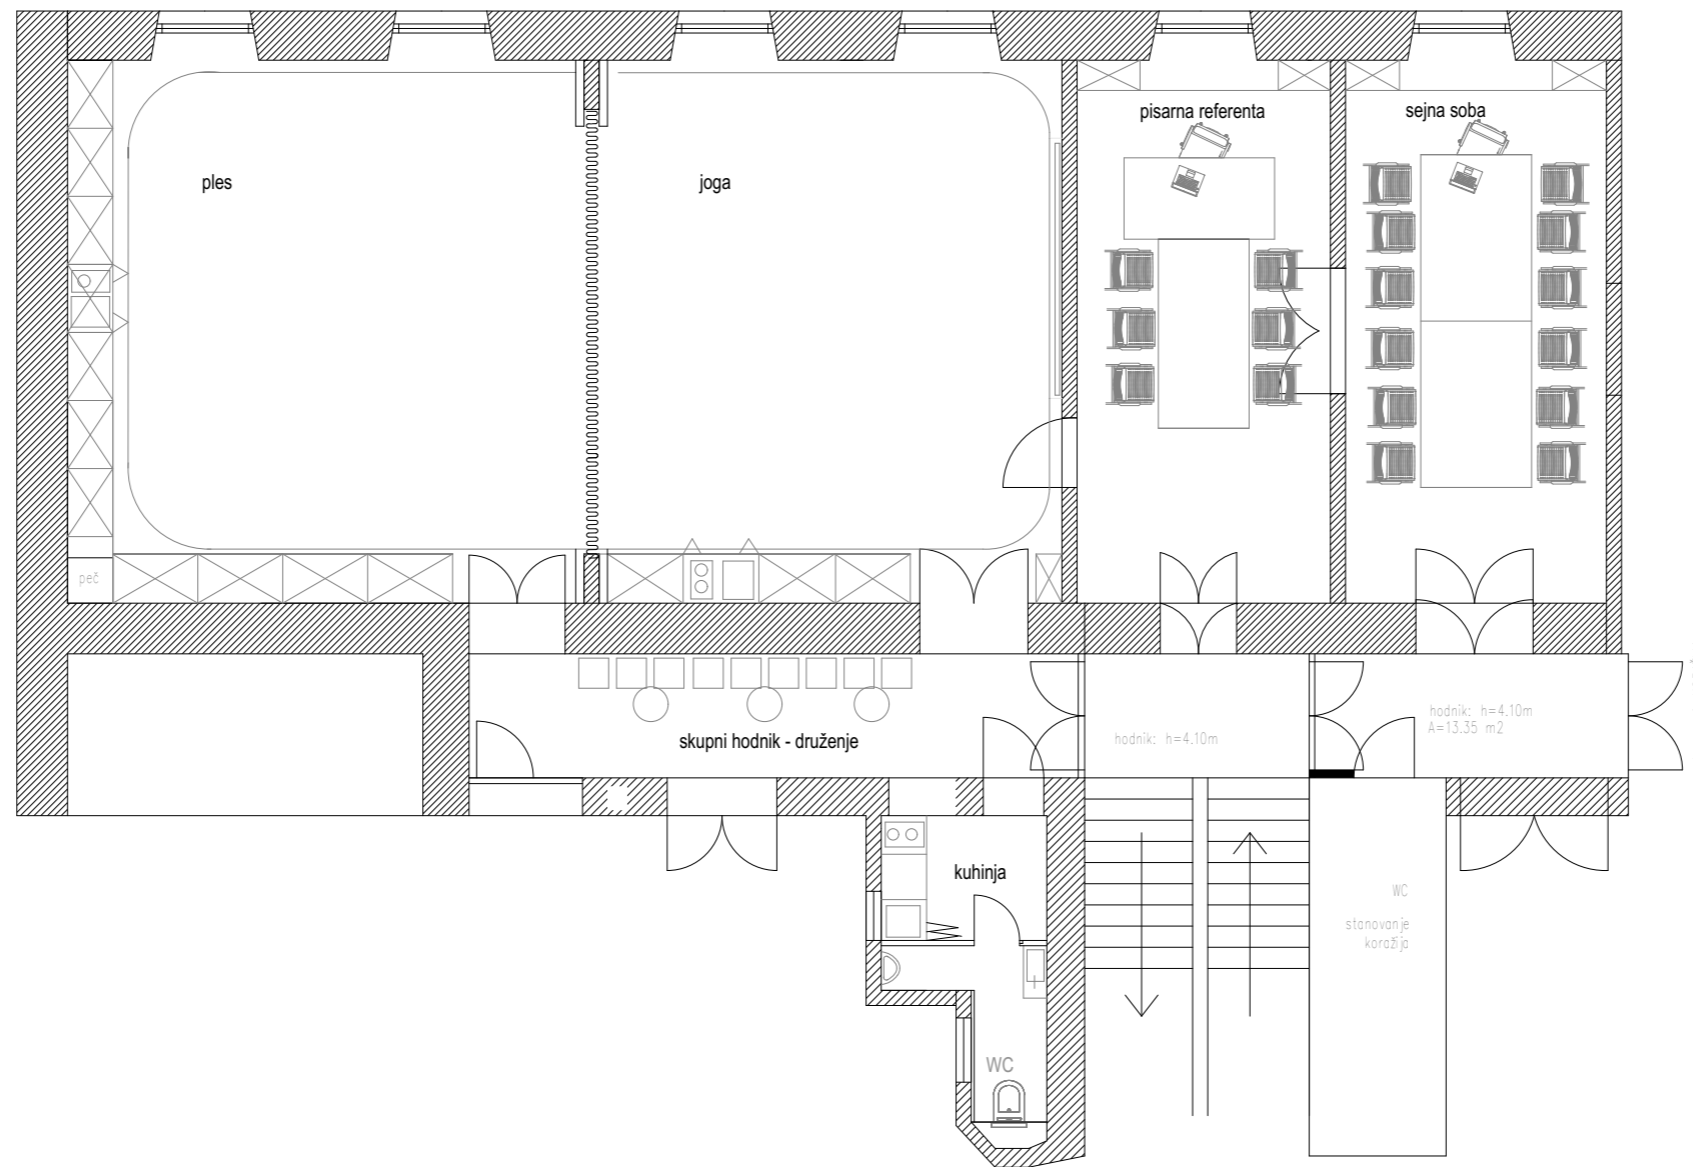 pisarna referenta
sejna soba
ples
joga
peč
skupni hodnik - druženje
hodnik: h=4.10m
hodnik: h=4.10m
A=13.35 m2
kuhinja
WC
stanovanje
koražija
WC